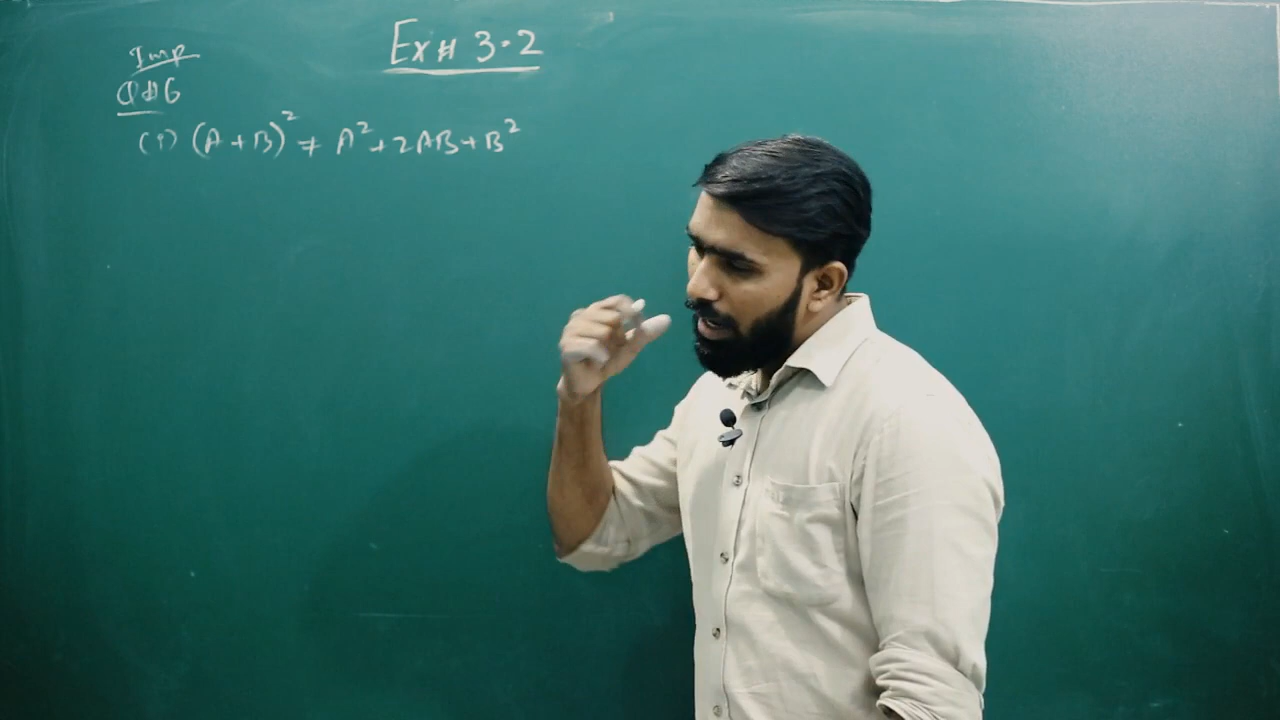 Ex# 3.2
Imp
Q#6
(i) (A+B)² ≠ A²+2AB+B²